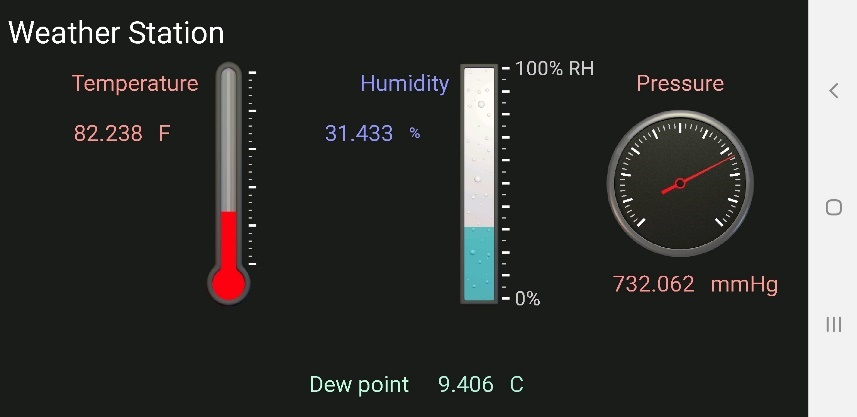 Weather Station
Temperature
82.238 F
Humidity
31.433 %
100% RH
0%
Pressure
732.062 mmHg
Dew point 9.406 C